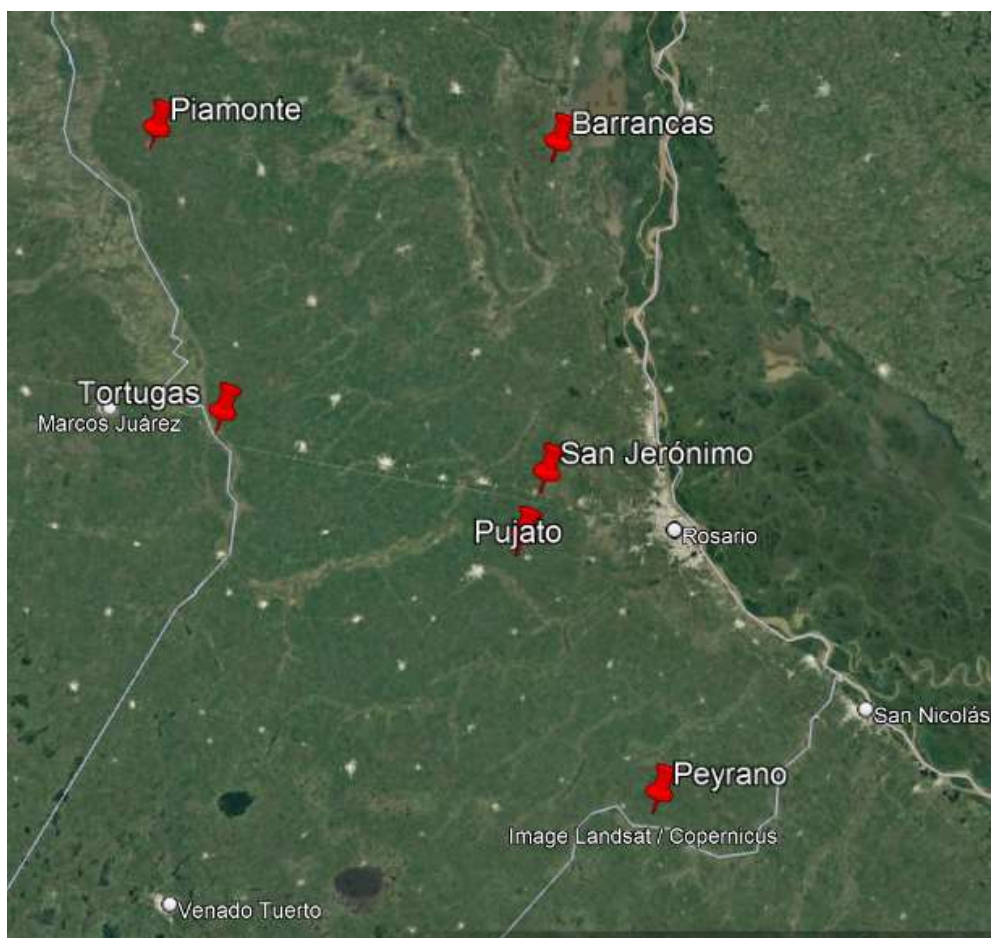 Piamonte
Barrancas
Tortugas
Marcos Juárez
San Jerónimo
Pujato
Rosario
San Nicolás
Peyrano
Image Landsat / Copernicus
Venado Tuerto